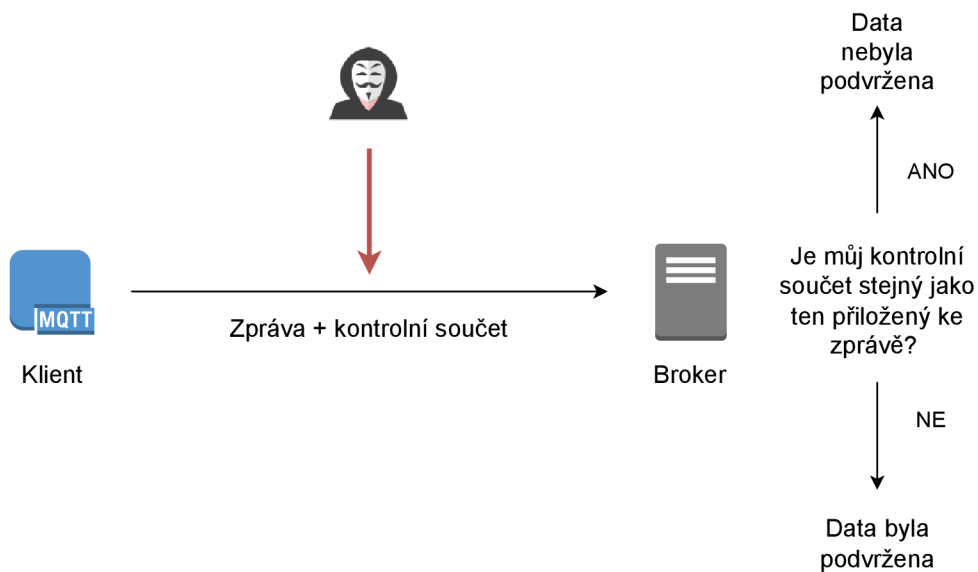 Data
nebyla
podvržena
ANO
MQTT
Klient
Zpráva + kontrolní součet
Broker
Je můj kontrolní
součet stejný jako
ten přiložený ke
zprávě?
NE
Data byla
podvržena